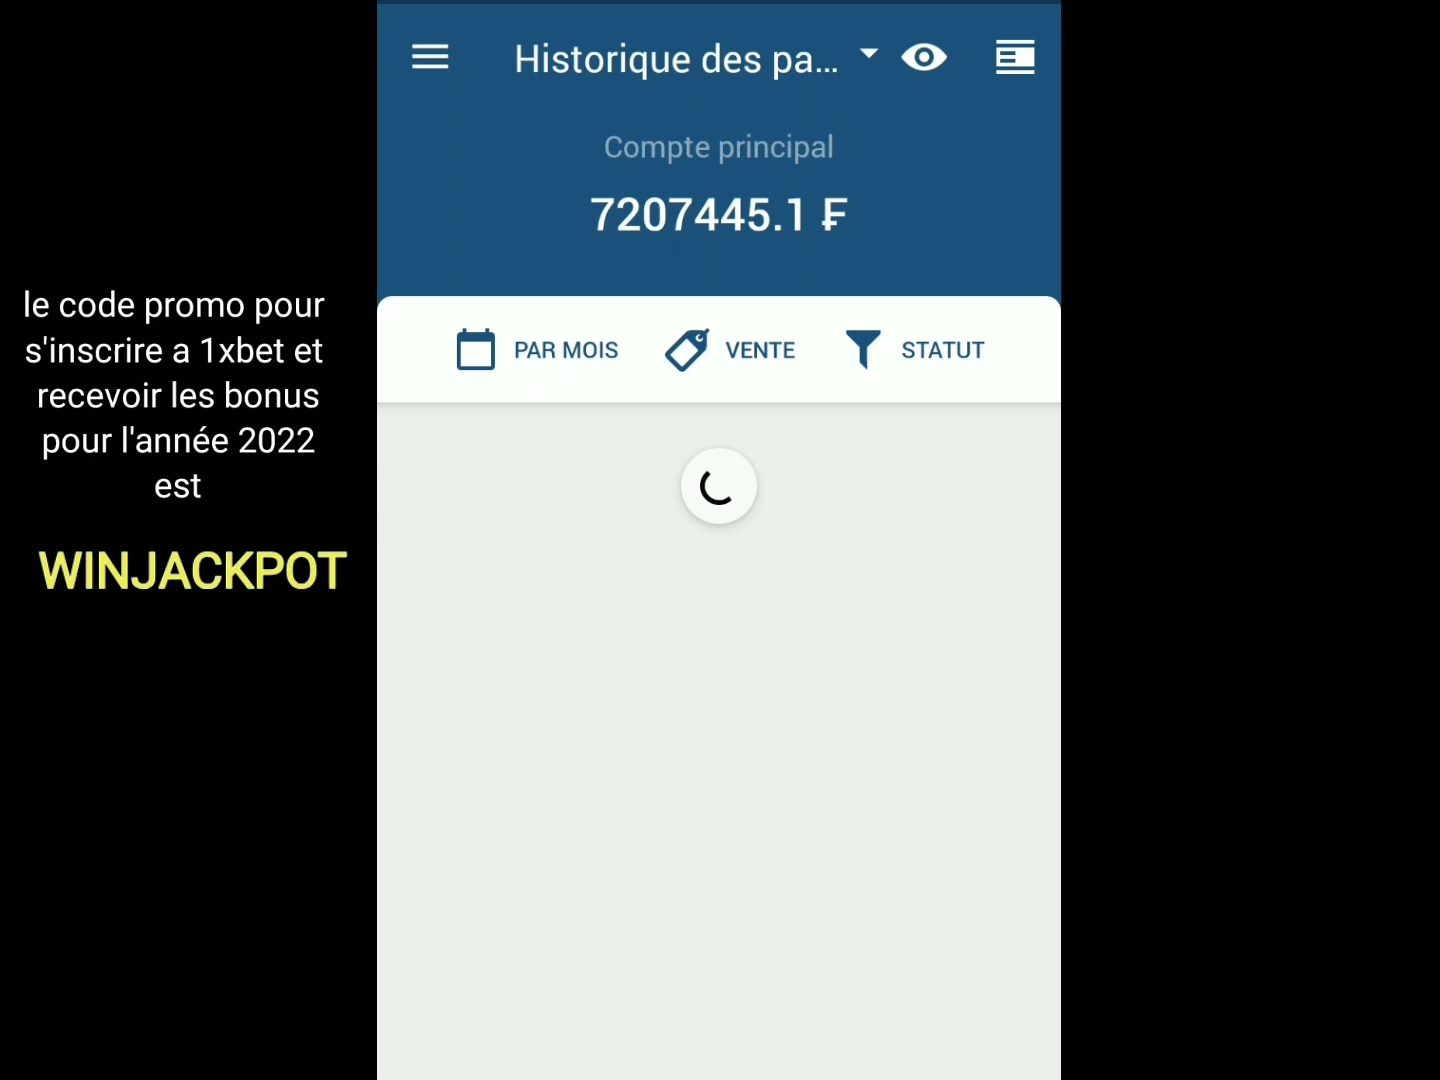 Historique des pa...
Compte principal
7207445.1 ₣
PAR MOIS
VENTE
STATUT
le code promo pour
s'inscrire a 1xbet et
recevoir les bonus
pour l'année 2022
est
WINJACKPOT